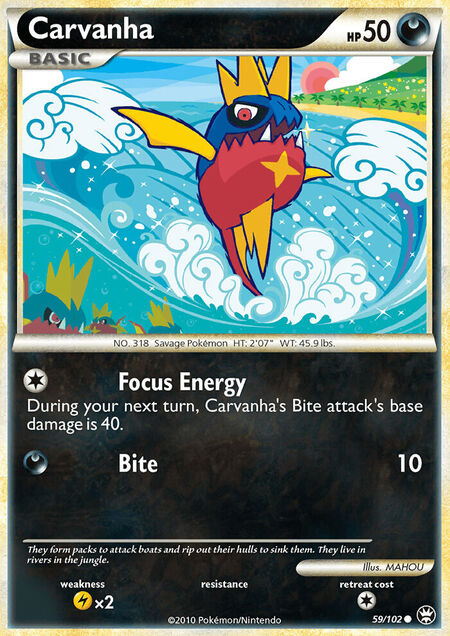 Carvanha
HP 50
BASIC
NO. 318 Savage Pokémon HT: 2'07" WT: 45.9 lbs.
Focus Energy
During your next turn, Carvanha's Bite attack's base
damage is 40.
Bite 10
They form packs to attack boats and rip out their hulls to sink them. They live in
rivers in the jungle.
Illus. MAHOU
weakness resistance retreat cost
×2
©2010 Pokémon/Nintendo
59/102